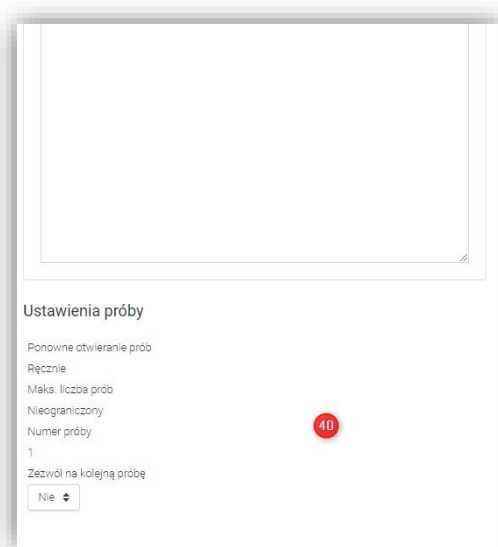 Ustawienia próby
Ponowne otwieranie prób
Ręcznie
Maks. liczba prób
Nieograniczony
Numer próby
40
1
Zezwól na kolejną próbę
Nie